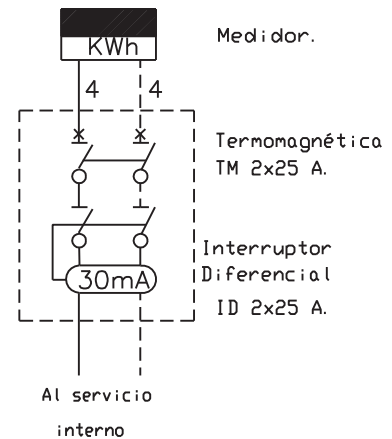 KWh
Medidor.
4 4
Termomagnética
TM 2x25 A.
Interruptor
Diferencial
30mA
ID 2x25 A.
Al servicio
interno